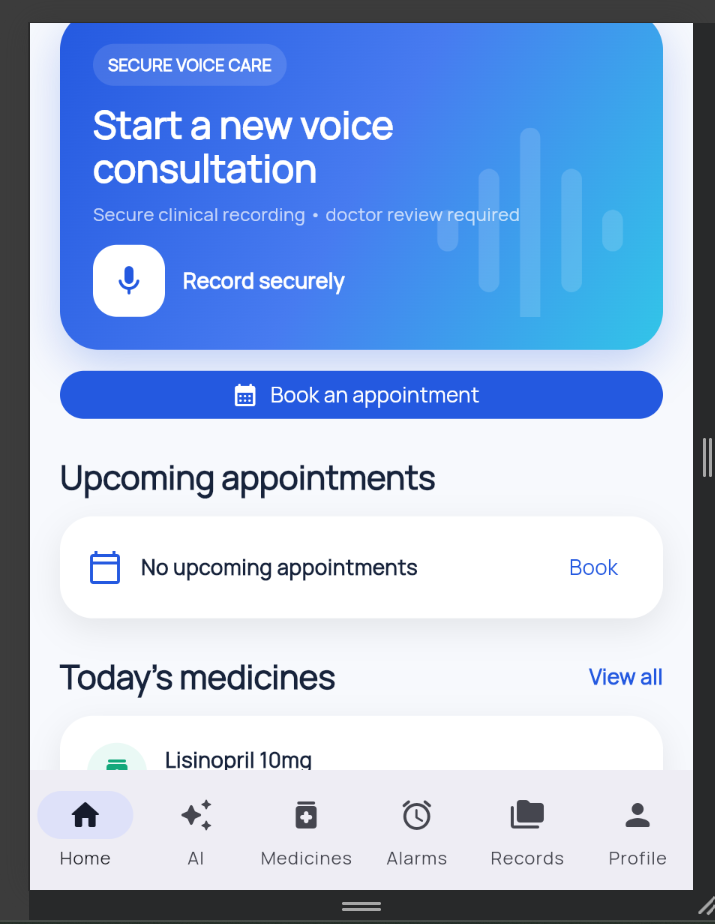 SECURE VOICE CARE
Start a new voice
consultation
Secure clinical recording • doctor review required
Record securely
Book an appointment
Upcoming appointments
No upcoming appointments
Book
Today's medicines
View all
Lisinopril 10mg
Home
AI
Medicines
Alarms
Records
Profile